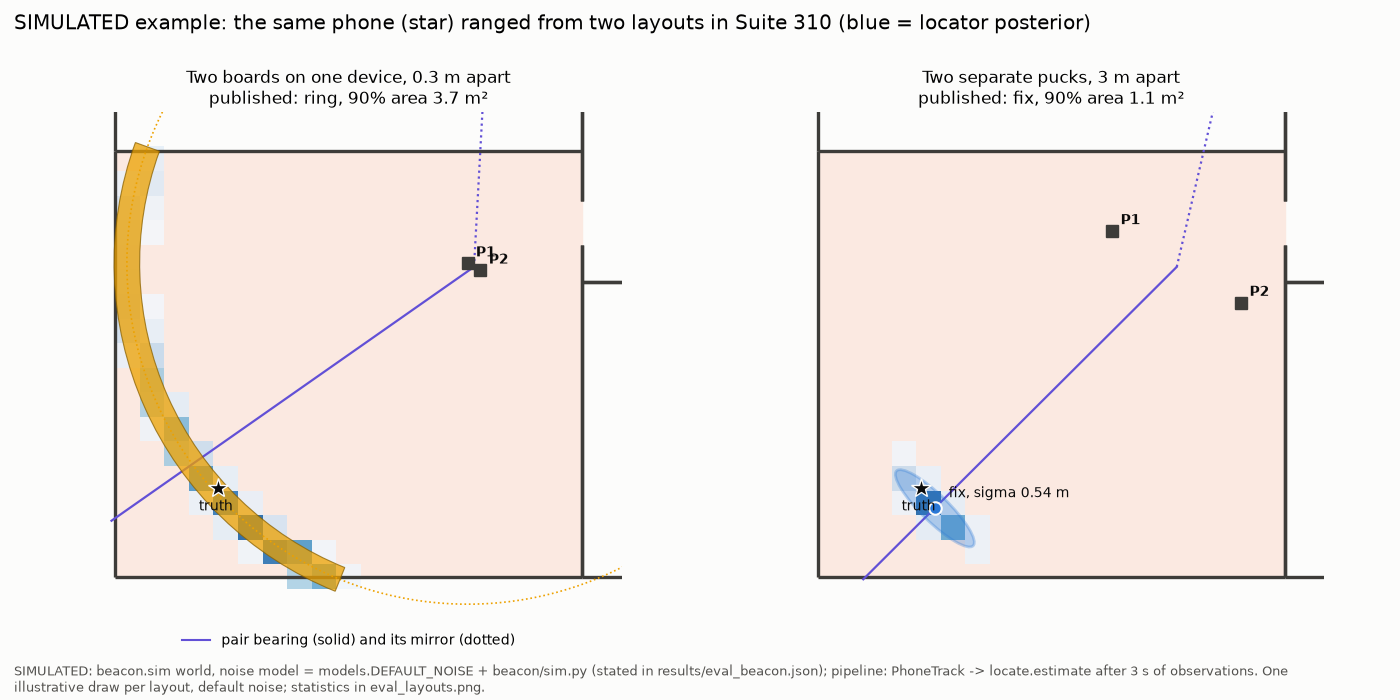 SIMULATED example: the same phone (star) ranged from two layouts in Suite 310 (blue = locator posterior)
Two boards on one device, 0.3 m apart
published: ring, 90% area 3.7 m²
Two separate pucks, 3 m apart
published: fix, 90% area 1.1 m²
P1
P2
truth
P1
P2
fix, sigma 0.54 m
truth
pair bearing (solid) and its mirror (dotted)
SIMULATED: beacon.sim world, noise model = models.DEFAULT_NOISE + beacon/sim.py (stated in results/eval_beacon.json); pipeline: PhoneTrack -> locate.estimate after 3 s of observations. One
illustrative draw per layout, default noise; statistics in eval_layouts.png.